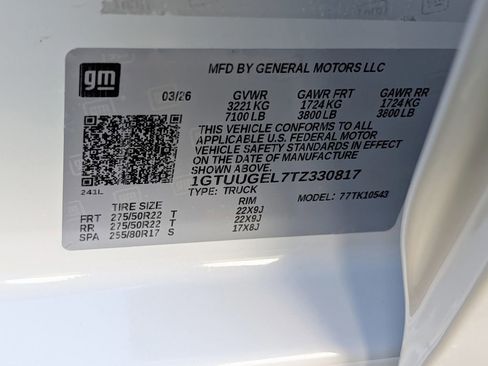 gm
MFD BY GENERAL MOTORS LLC
03/26 GVWR GAWR FRT GAWR RR
3221 KG 1724 KG 1724 KG
7100 LB 3800 LB 3800 LB
THIS VEHICLE CONFORMS TO ALL
APPLICABLE U.S. FEDERAL MOTOR
VEHICLE SAFETY STANDARDS IN EFFECT
ON THE DATE OF MANUFACTURE
SHOWN ABOVE.
1GTUUGEL7TZ330817
TYPE: TRUCK MODEL: 77TK10543
241L
TIRE SIZE RIM
FRT 275/50R22 T 22X9J
RR 275/50R22 T 22X9J
SPA 255/80R17 S 17X8J